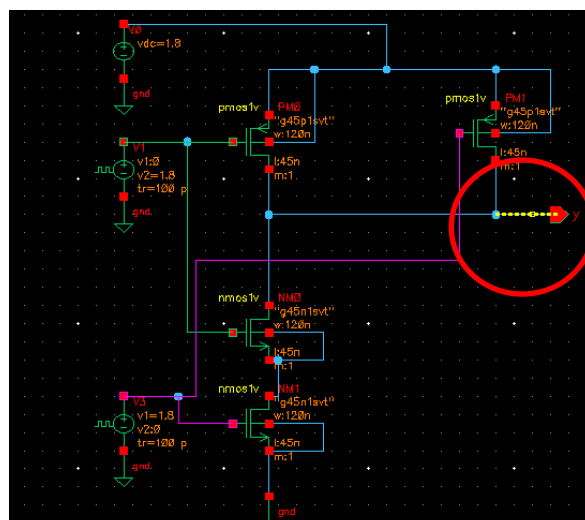 V0
vdc=1.8
gnd
pmos1v
PM0
"g45p1svt"
w:120n
l:45n
m:1
pmos1v
PM1
"g45p1svt"
w:120n
l:45n
m:1
V1
v1:0
v2=1.8
tr=100 p
gnd
y
nmos1v
NM0
"g45n1svt"
w:120n
l:45n
m:1
nmos1v
NM1
"g45n1svt"
w:120n
l:45n
m:1
V3
v1=1.8
v2:0
tr=100 p
gnd
gnd